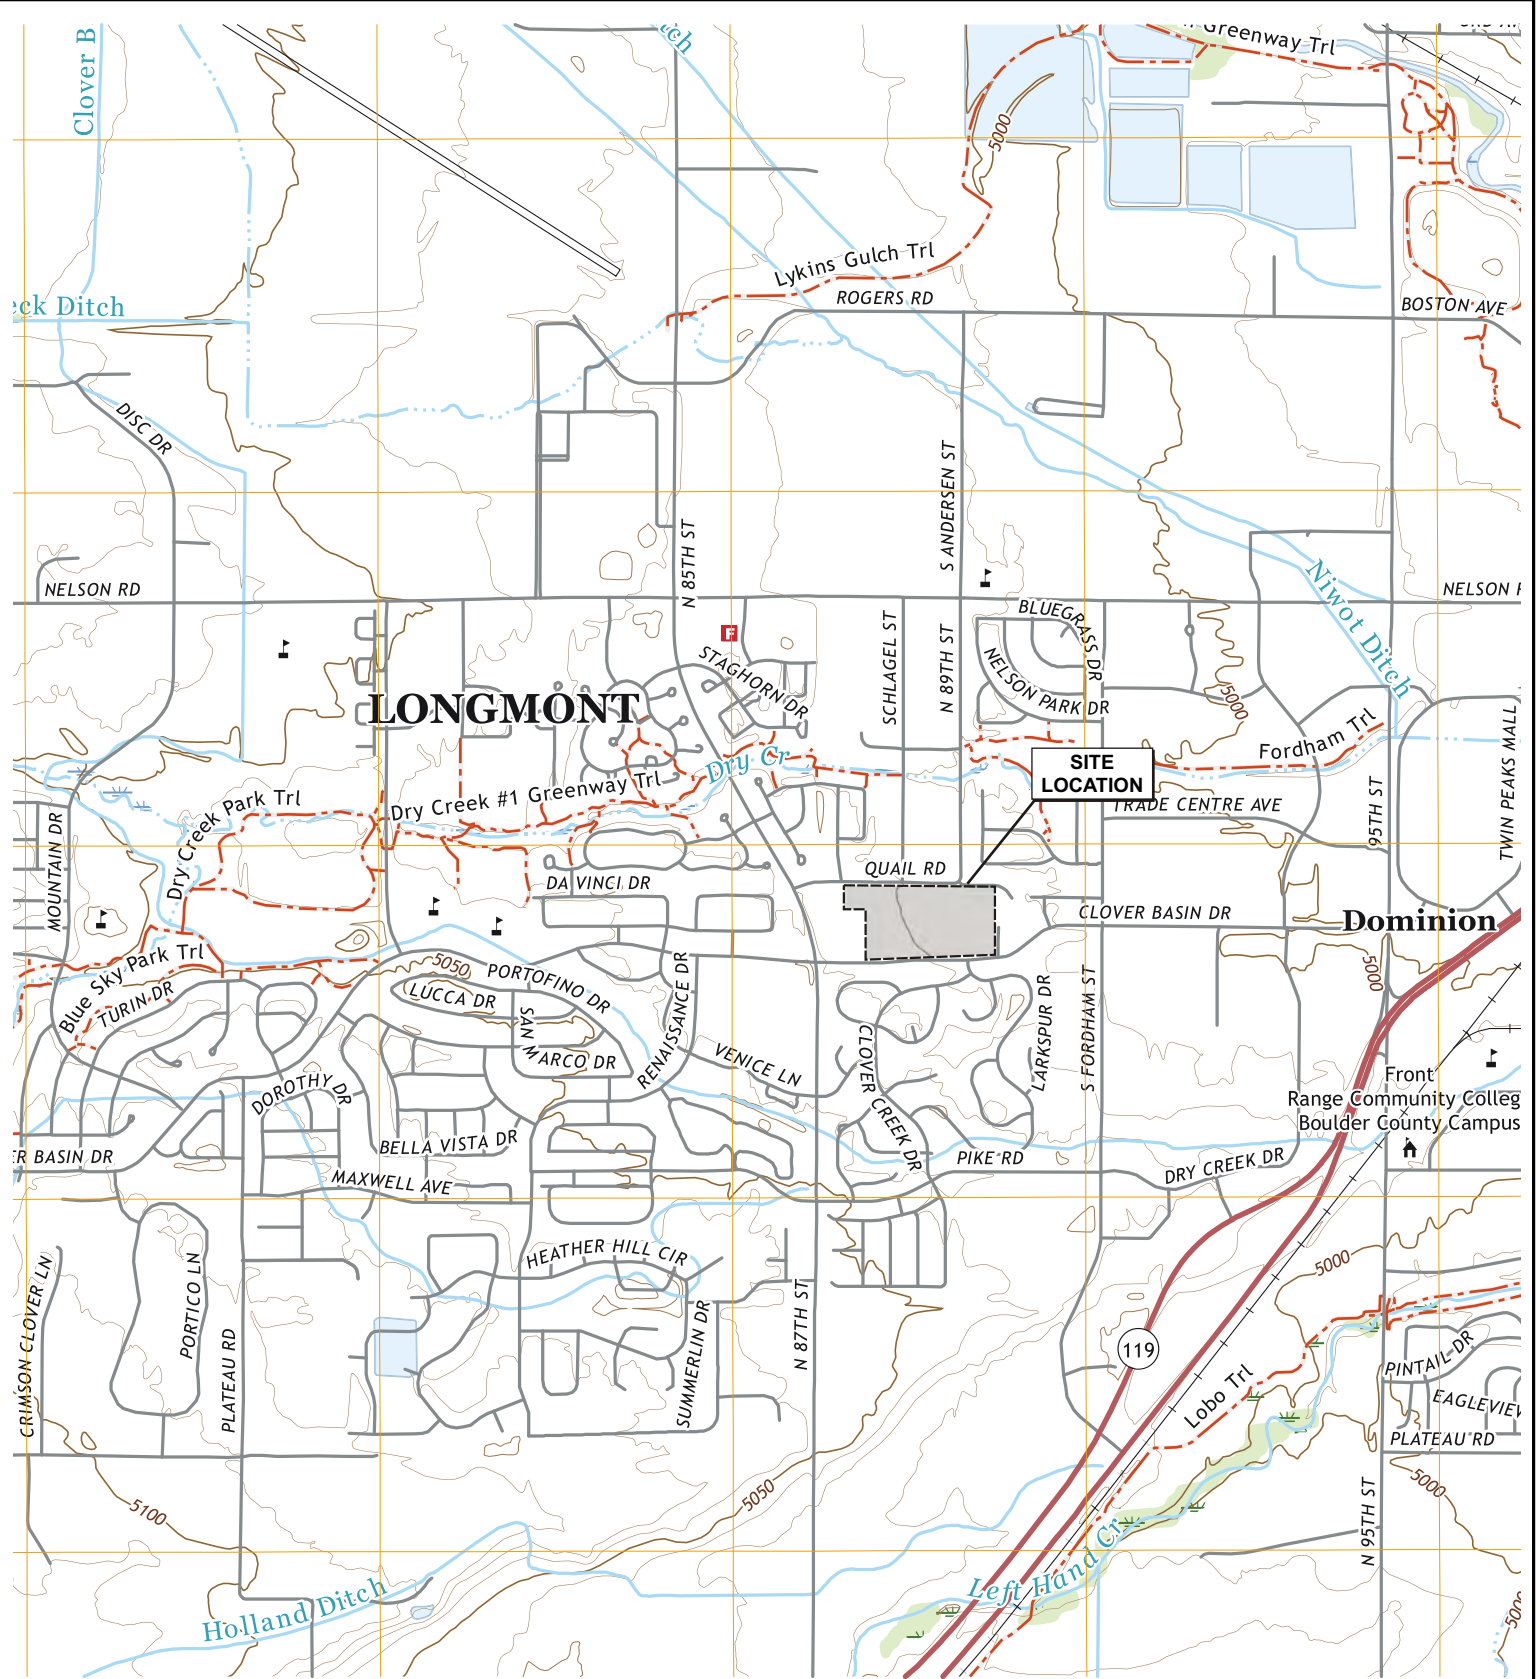 Clover B
tch
Greenway Trl
5000
Lykins Gulch Trl
ROGERS RD
BOSTON AVE
eck Ditch
DISC DR
S ANDERSEN ST
N 85TH ST
Niwot Ditch
NELSON RD
NELSON R
BLUEGRASS DR
F
SCHLAGEL ST
N 89TH ST
STAGHORN DR
NELSON PARK DR
5000
LONGMONT
Fordham Trl
TWIN PEAKS MALL
Dry Cr
SITE
LOCATION
Dry Creek #1 Greenway Trl
Dry Creek Park Trl
TRADE CENTRE AVE
95TH ST
MOUNTAIN DR
QUAIL RD
DA VINCI DR
CLOVER BASIN DR
Dominion
Blue Sky Park Trl
5050
PORTOFINO DR
5000
TURIN DR
LUCCA DR
SAN MARCO DR
RENAISSANCE DR
VENICE LN
CLOVER CREEK DR
LARKSPUR DR
S FORDHAM ST
Front
Range Community Colleg
Boulder County Campus
DOROTHY DR
BELLA VISTA DR
ER BASIN DR
PIKE RD
DRY CREEK DR
MAXWELL AVE
HEATHER HILL CIR
5000
CRIMSON CLOVER LN
PORTICO LN
PLATEAU RD
SUMMERLIN DR
N 87TH ST
119
Lobo Trl
PINTAIL DR
EAGLEVIEW
PLATEAU RD
5100
5050
5000
N 95TH ST
Left Hand Cr
Holland Ditch
5000